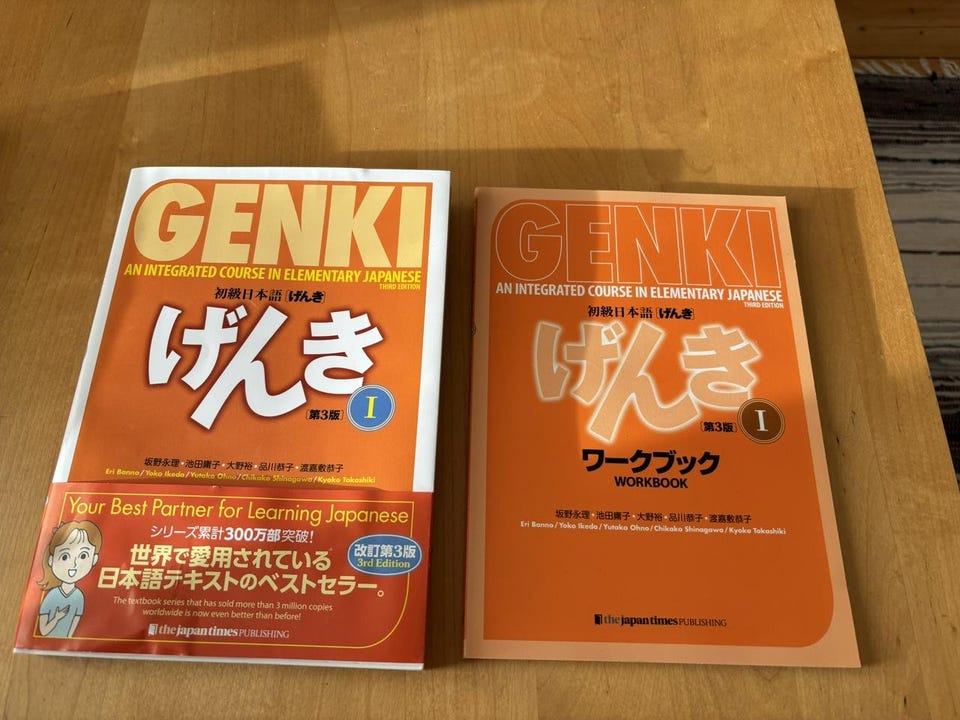 GENKI
AN INTEGRATED COURSE IN ELEMENTARY JAPANESE
THIRD EDITION
初級日本語［げんき］
げんき
［第3版］
I
坂野永理・池田庸子・大野裕・品川恭子・渡嘉敷恭子
Eri Banno / Yoko Ikeda / Yutaka Ohno / Chikako Shinagawa / Kyoko Tokashiki
Your Best Partner for Learning Japanese
シリーズ累計300万部突破！
世界で愛用されている
日本語テキストのベストセラー。
改訂第3版
3rd Edition
The textbook series that has sold more than 3 million copies
worldwide is now even better than before!
the japan times PUBLISHING
GENKI
AN INTEGRATED COURSE IN ELEMENTARY JAPANESE
THIRD EDITION
初級日本語［げんき］
げんき
［第3版］
I
ワークブック
WORKBOOK
坂野永理・池田庸子・大野裕・品川恭子・渡嘉敷恭子
Eri Banno / Yoko Ikeda / Yutaka Ohno / Chikako Shinagawa / Kyoko Tokashiki
the japan times PUBLISHING